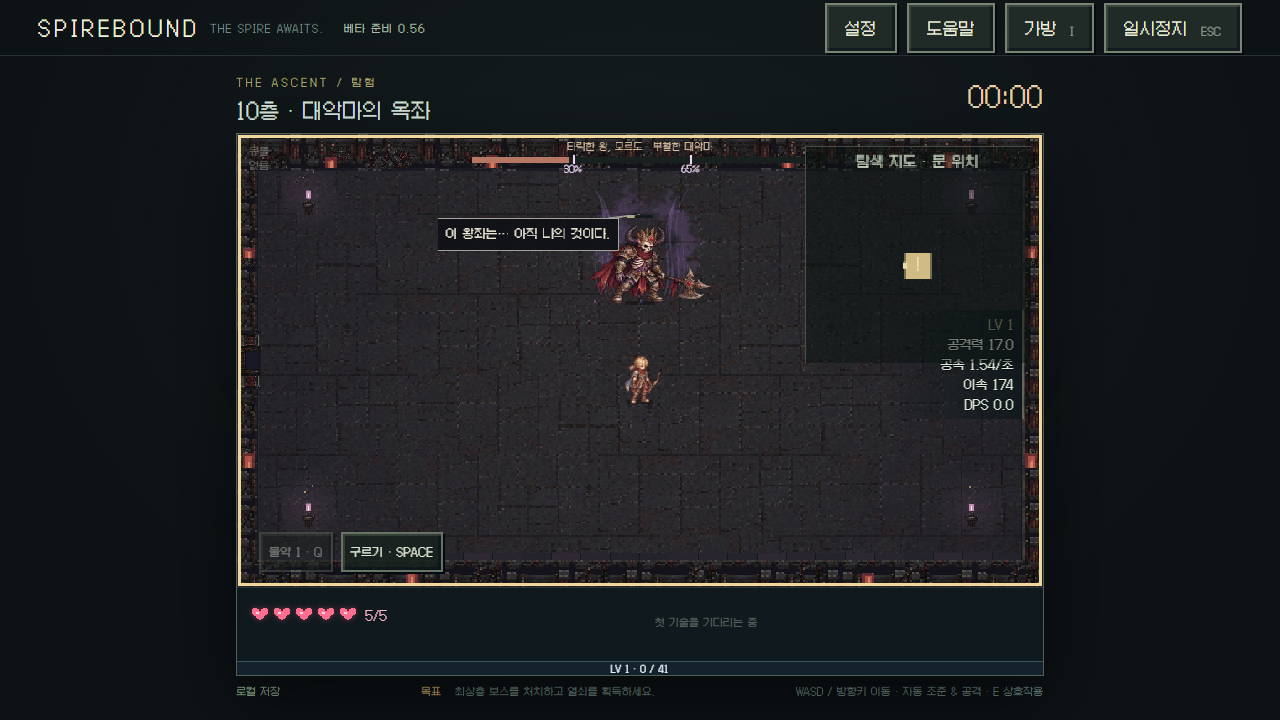 SPIREBOUND THE SPIRE AWAITS. 베타 준비 0.56 설정 도움말 가방 I 일시정지 ESC
THE ASCENT / 탐험
10층 · 대악마의 옥좌
00:00
유물
없음
타락한 왕, 모르드 · 부활한 대악마
30% 65%
탐색 지도 · 문 위치
이 왕좌는… 아직 나의 것이다.
LV 1
공격력 17.0
공속 1.54/초
이속 174
DPS 0.0
물약 1 · Q
구르기 · SPACE
5/5
첫 기술을 기다리는 중
LV 1 · 0 / 41
로컬 저장 목표 최상층 보스를 처치하고 열쇠를 획득하세요. WASD / 방향키 이동 · 자동 조준 & 공격 · E 상호작용